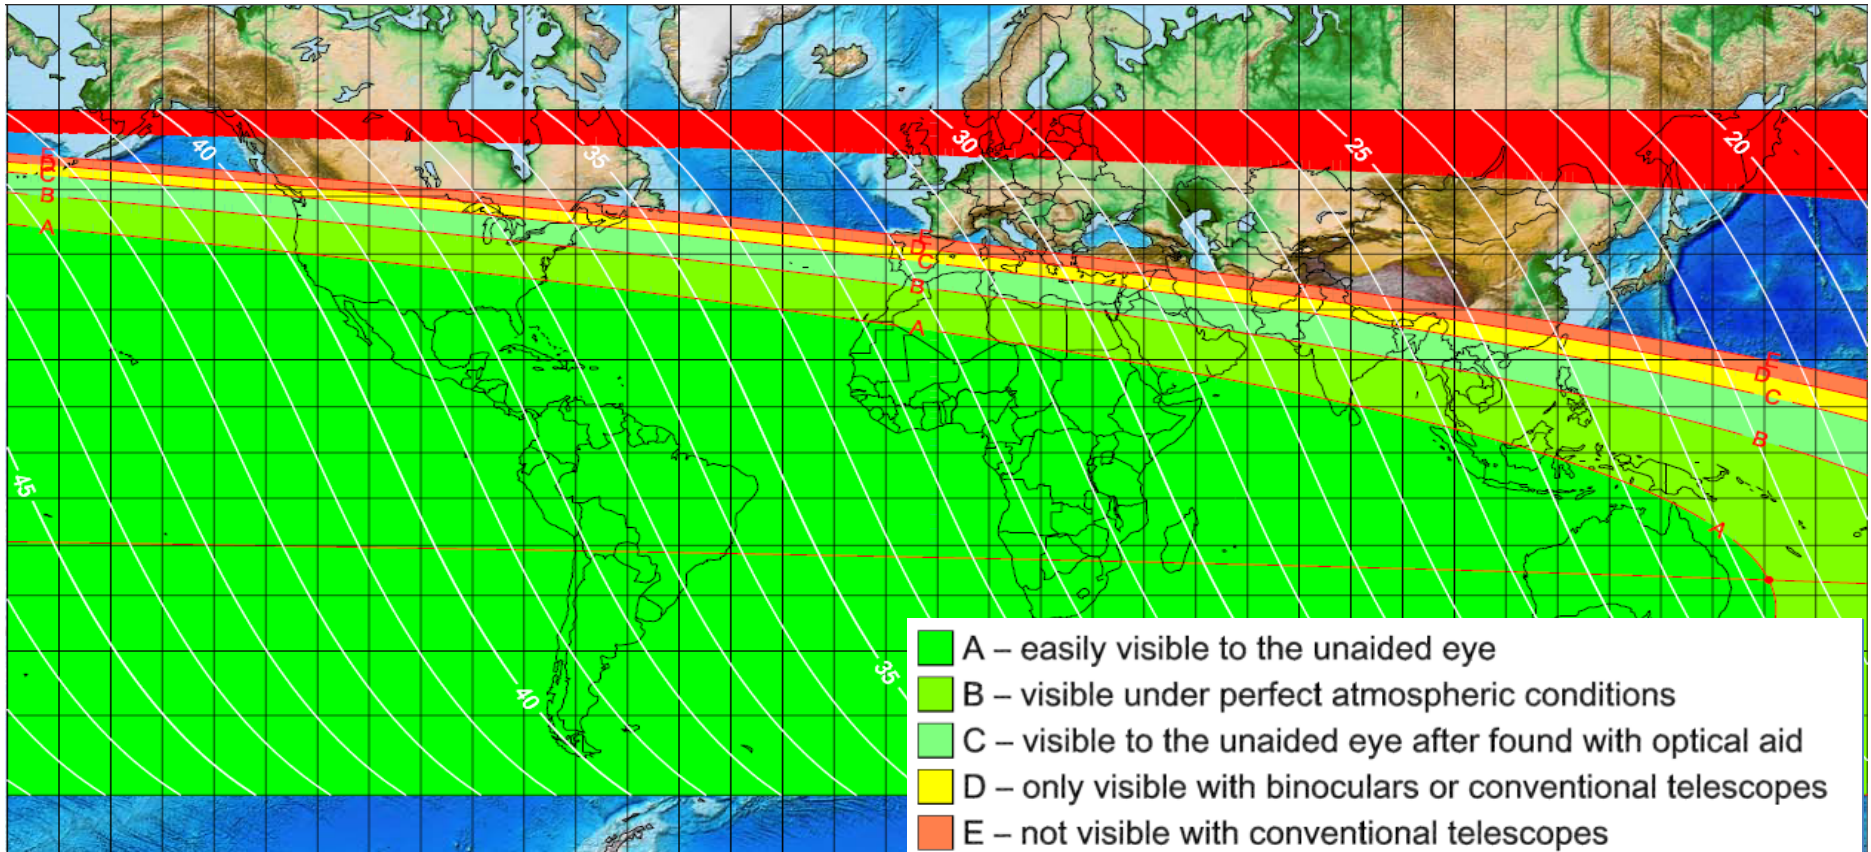 40
35
30
25
20
E
D
C
B
A
E
D
C
B
A
E
D
C
B
A
45
40
35
A – easily visible to the unaided eye
B – visible under perfect atmospheric conditions
C – visible to the unaided eye after found with optical aid
D – only visible with binoculars or conventional telescopes
E – not visible with conventional telescopes